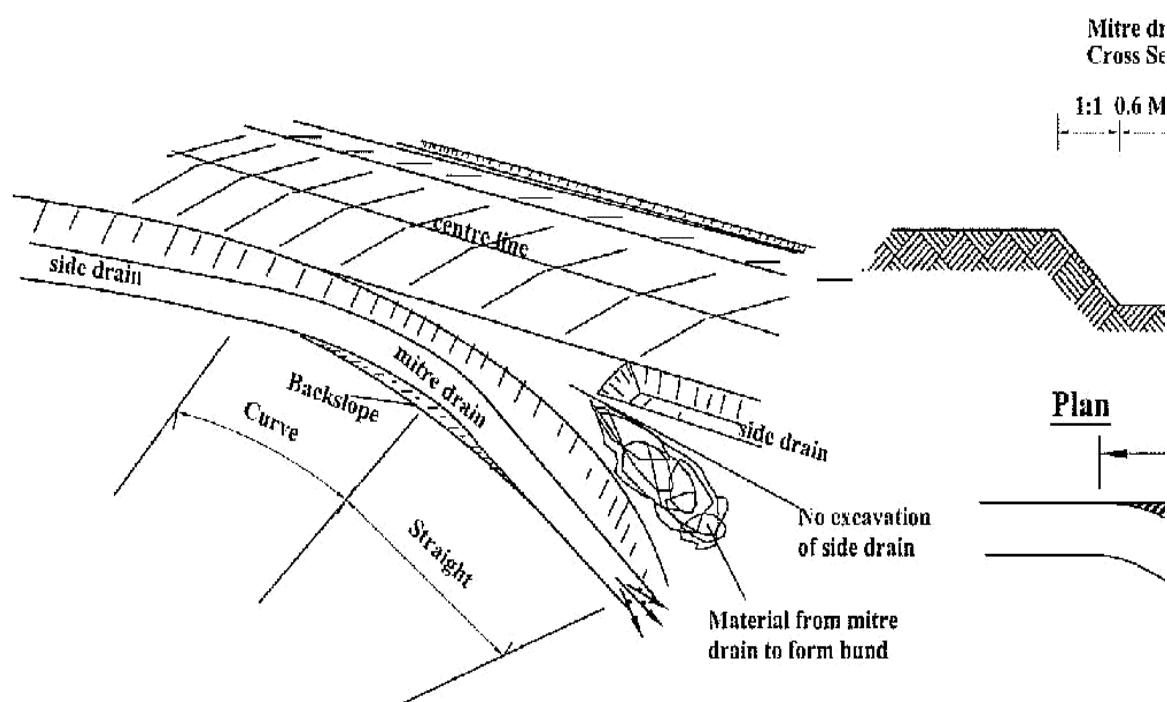 Mitre dr
Cross Se
1:1 0.6 M
centre line
side drain
mitre drain
Backslope
Curve
Straight
side drain
Plan
No excavation
of side drain
Material from mitre
drain to form bund